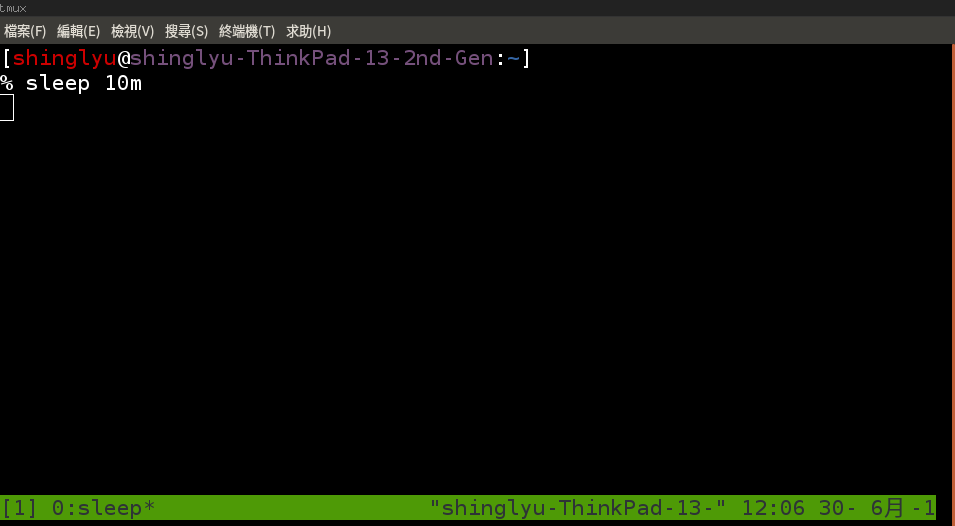 tmux
檔案(F) 編輯(E) 檢視(V) 搜尋(S) 終端機(T) 求助(H)
[shinglyu@shinglyu-ThinkPad-13-2nd-Gen:~]
% sleep 10m
[1] 0:sleep* "shinglyu-ThinkPad-13-" 12:06 30- 6月-1